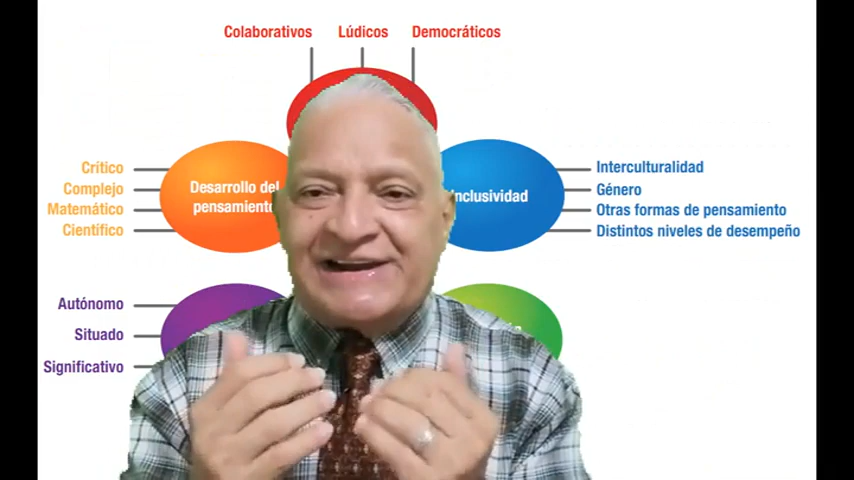 Colaborativos
Lúdicos
Democráticos
Crítico
Complejo
Matemático
Científico
Desarrollo del
Inclusividad
Interculturalidad
Género
Otras formas de pensamiento
Distintos niveles de desempeño
Autónomo
Situado
Significativo